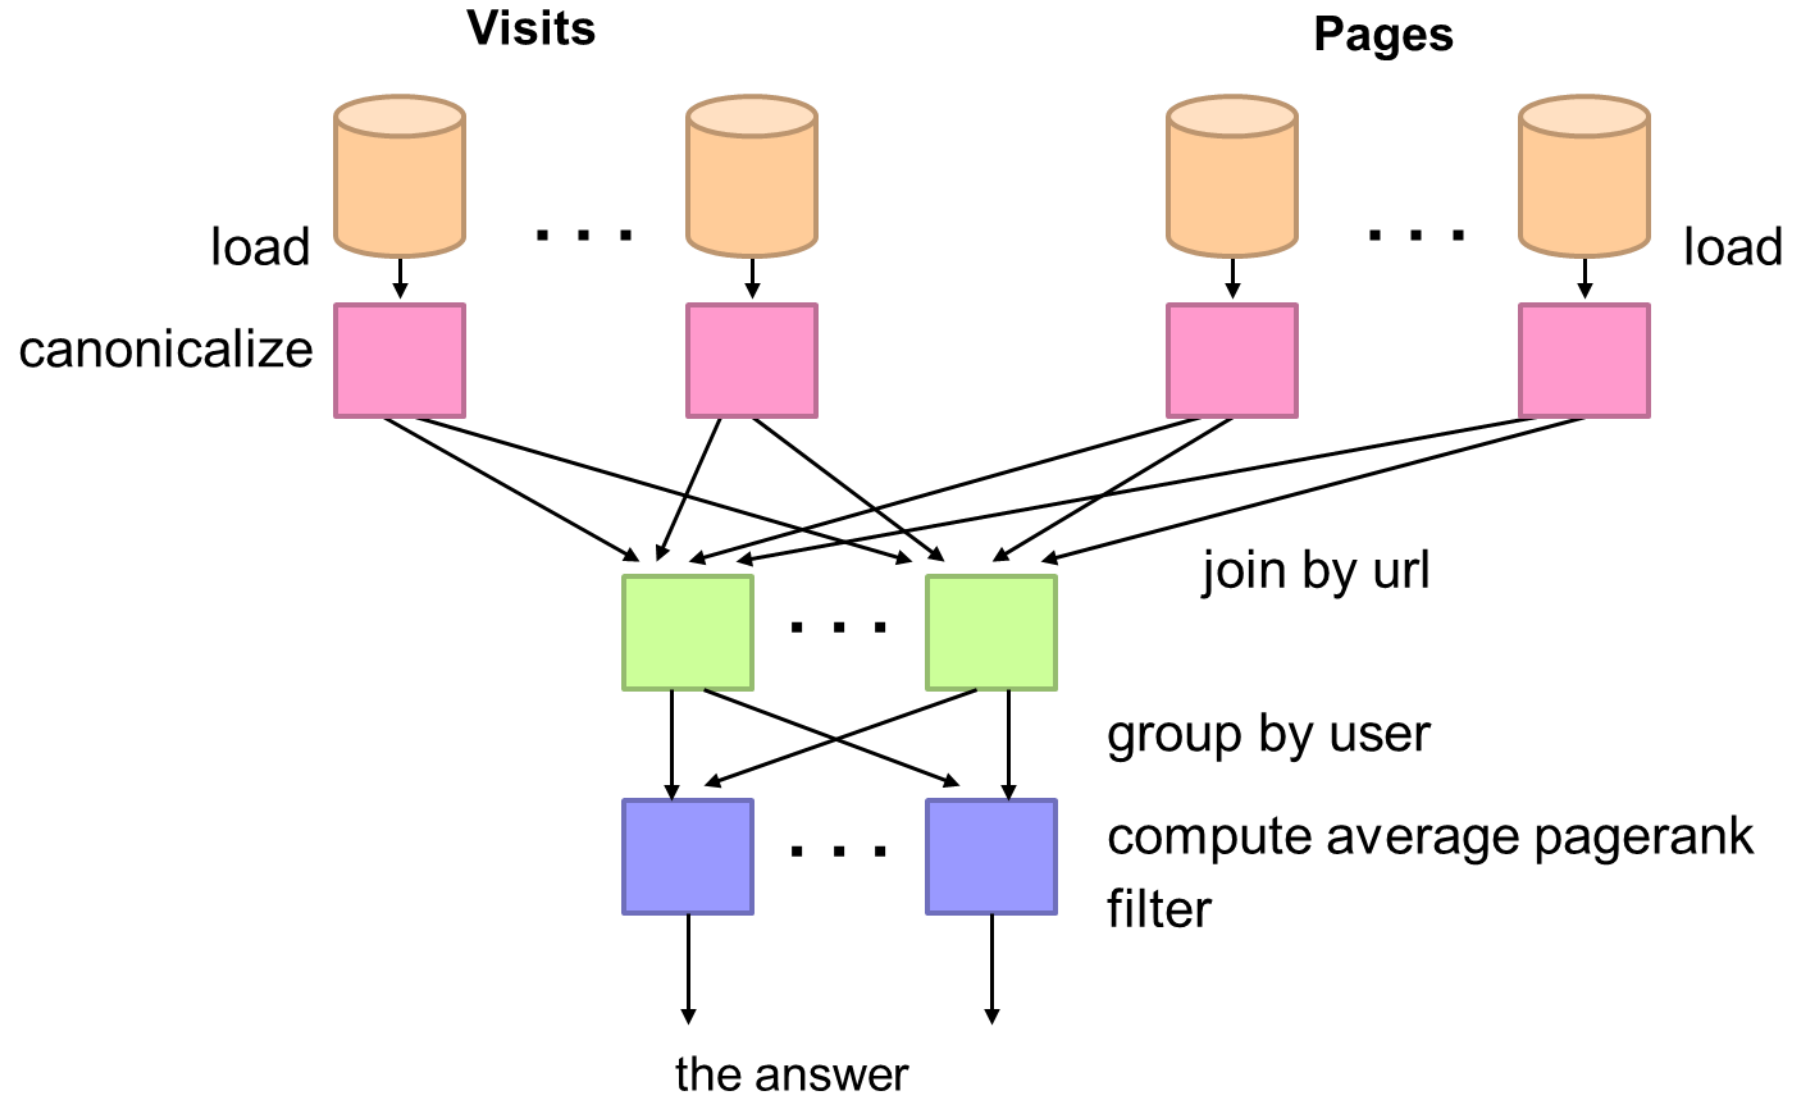 Visits
Pages
load
load
canonicalize
join by url
group by user
compute average pagerank
filter
the answer